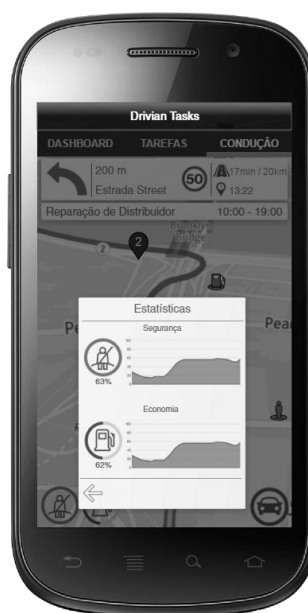 Drivian Tasks
DASHBOARD TAREFAS CONDUÇÃO
200 m
Estrada Street
50
17min / 20km
13:22
Reparação de Distribuidor 10:00 - 19:00
2
2
Estatísticas
Segurança
63%
Economia
62%